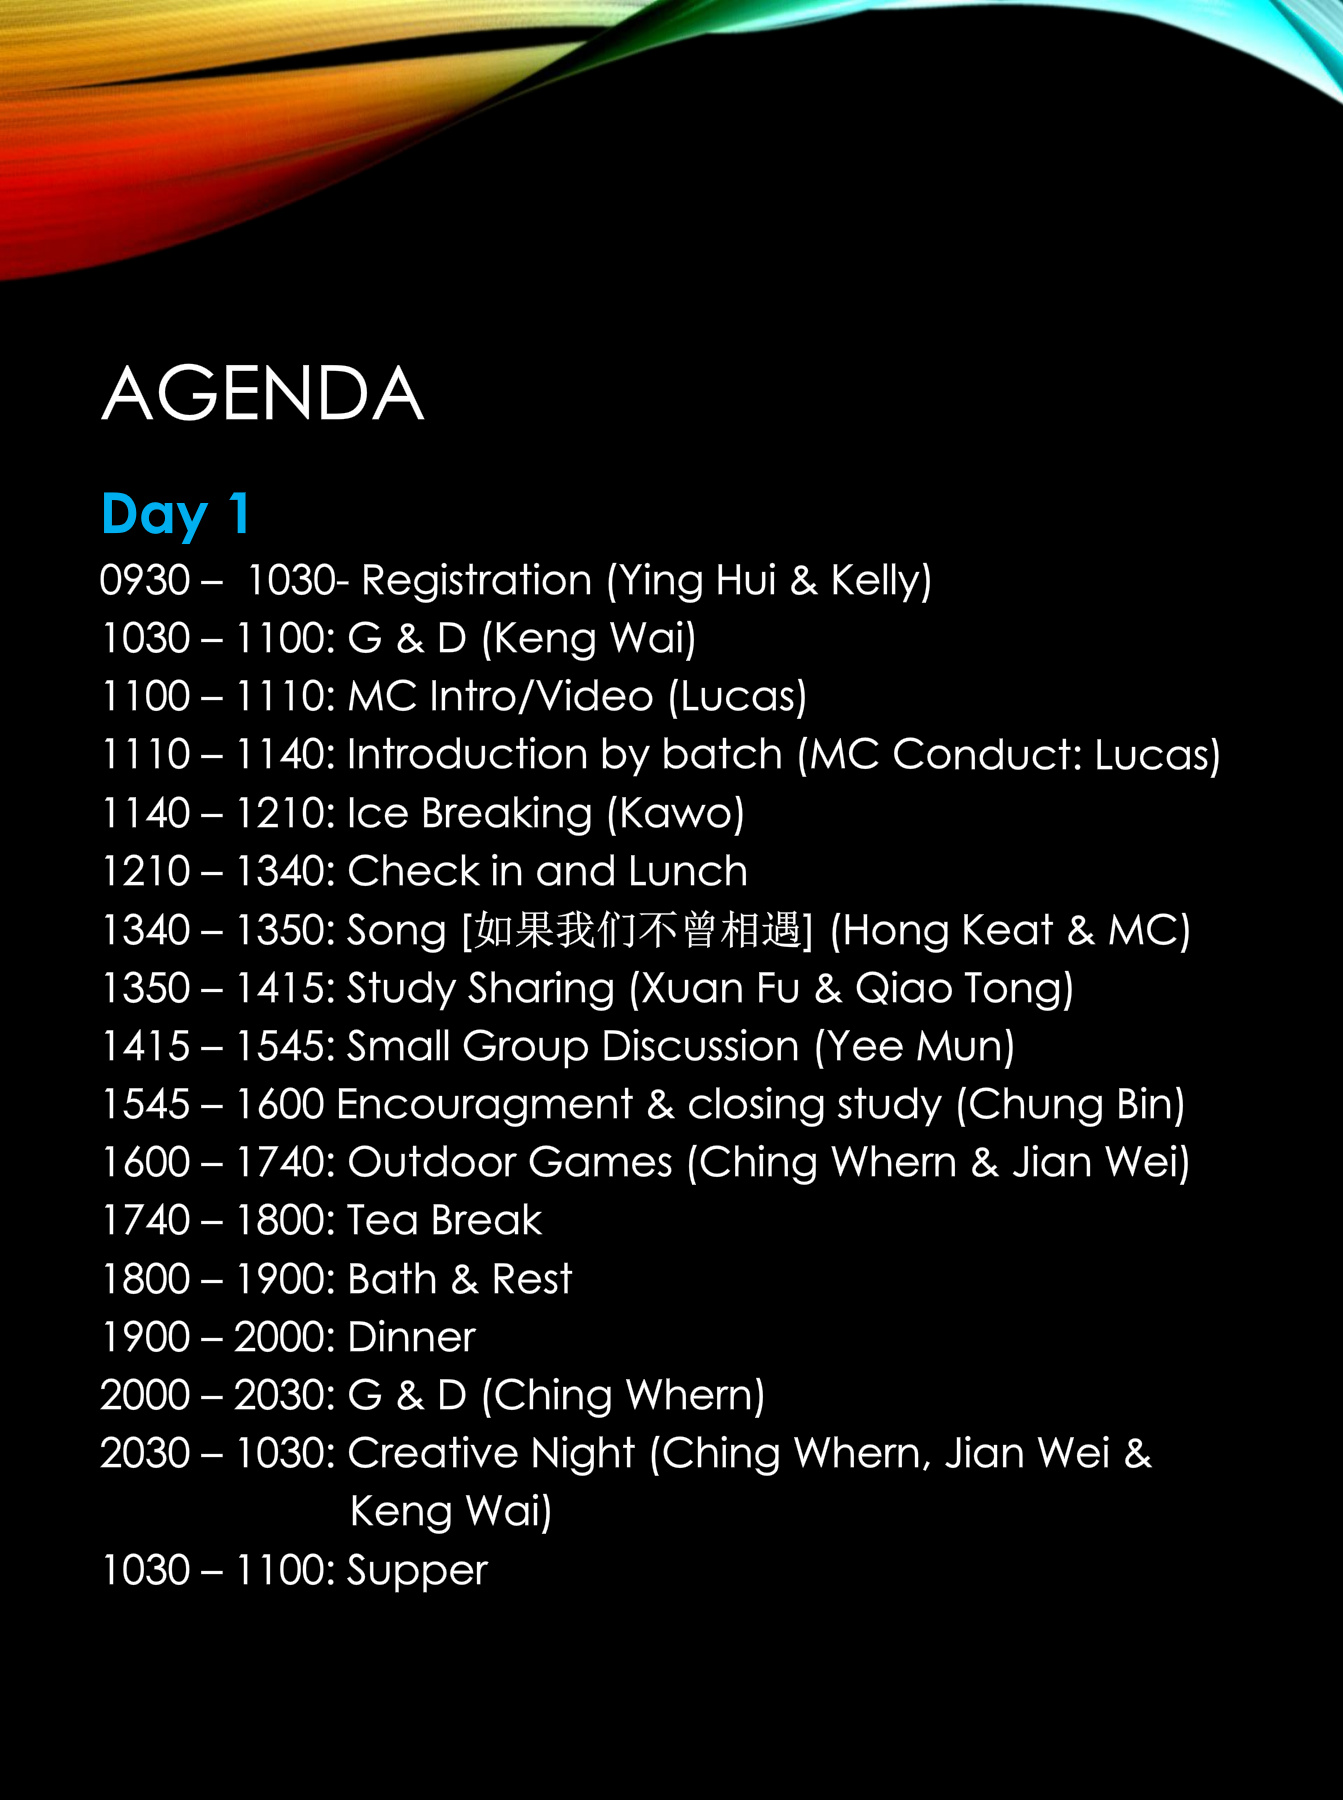 AGENDA
Day 1
0930 –  1030- Registration (Ying Hui & Kelly)
1030 – 1100: G & D (Keng Wai)
1100 – 1110: MC Intro/Video (Lucas)
1110 – 1140: Introduction by batch (MC Conduct: Lucas)
1140 – 1210: Ice Breaking (Kawo)
1210 – 1340: Check in and Lunch
1340 – 1350: Song [如果我们不曾相遇] (Hong Keat & MC)
1350 – 1415: Study Sharing (Xuan Fu & Qiao Tong)
1415 – 1545: Small Group Discussion (Yee Mun)
1545 – 1600 Encouragment & closing study (Chung Bin)
1600 – 1740: Outdoor Games (Ching Whern & Jian Wei)
1740 – 1800: Tea Break
1800 – 1900: Bath & Rest
1900 – 2000: Dinner
2000 – 2030: G & D (Ching Whern)
2030 – 1030: Creative Night (Ching Whern, Jian Wei &
Keng Wai)
1030 – 1100: Supper